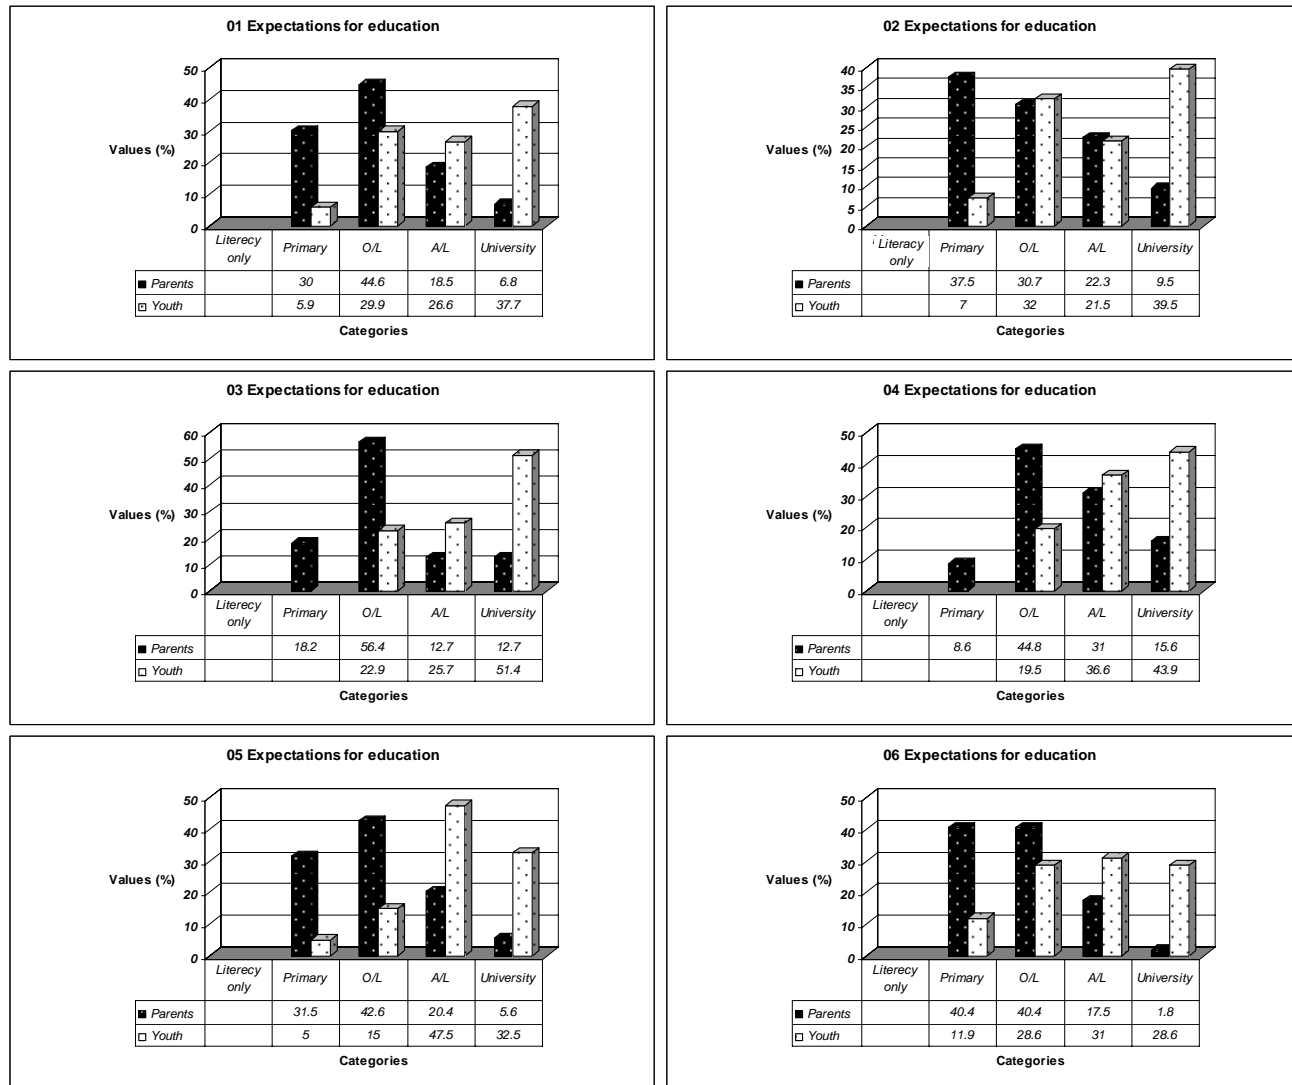 01 Expectations for education
50
40
30
Values (%)
20
10
0
Literecy only Primary O/L A/L University
Parents 30 44.6 18.5 6.8
Youth 5.9 29.9 26.6 37.7
Categories
02 Expectations for education
40
35
30
25
Values (%)
20
15
10
5
0
Literacy only Primary O/L A/L University
Parents 37.5 30.7 22.3 9.5
Youth 7 32 21.5 39.5
Categories
03 Expectations for education
60
50
40
30
Values (%)
20
10
0
Literecy only Primary O/L A/L University
Parents 18.2 56.4 12.7 12.7
Youth 22.9 25.7 51.4
Categories
04 Expectations for education
50
40
30
Values (%)
20
10
0
Literecy only Primary O/L A/L University
Parents 8.6 44.8 31 15.6
Youth 19.5 36.6 43.9
Categories
05 Expectations for education
50
40
30
Values (%)
20
10
0
Literecy only Primary O/L A/L University
Parents 31.5 42.6 20.4 5.6
Youth 5 15 47.5 32.5
Categories
06 Expectations for education
50
40
30
Values (%)
20
10
0
Literecy only Primary O/L A/L University
Parents 40.4 40.4 17.5 1.8
Youth 11.9 28.6 31 28.6
Categories